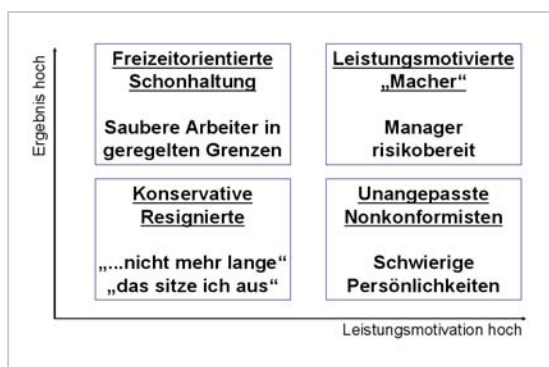 Ergebnis hoch
Freizeitorientierte
Schonhaltung
Saubere Arbeiter in
geregelten Grenzen
Leistungsmotivierte
„Macher“
Manager
risikobereit
Konservative
Resignierte
„...nicht mehr lange“
„das sitze ich aus“
Unangepasste
Nonkonformisten
Schwierige
Persönlichkeiten
Leistungsmotivation hoch